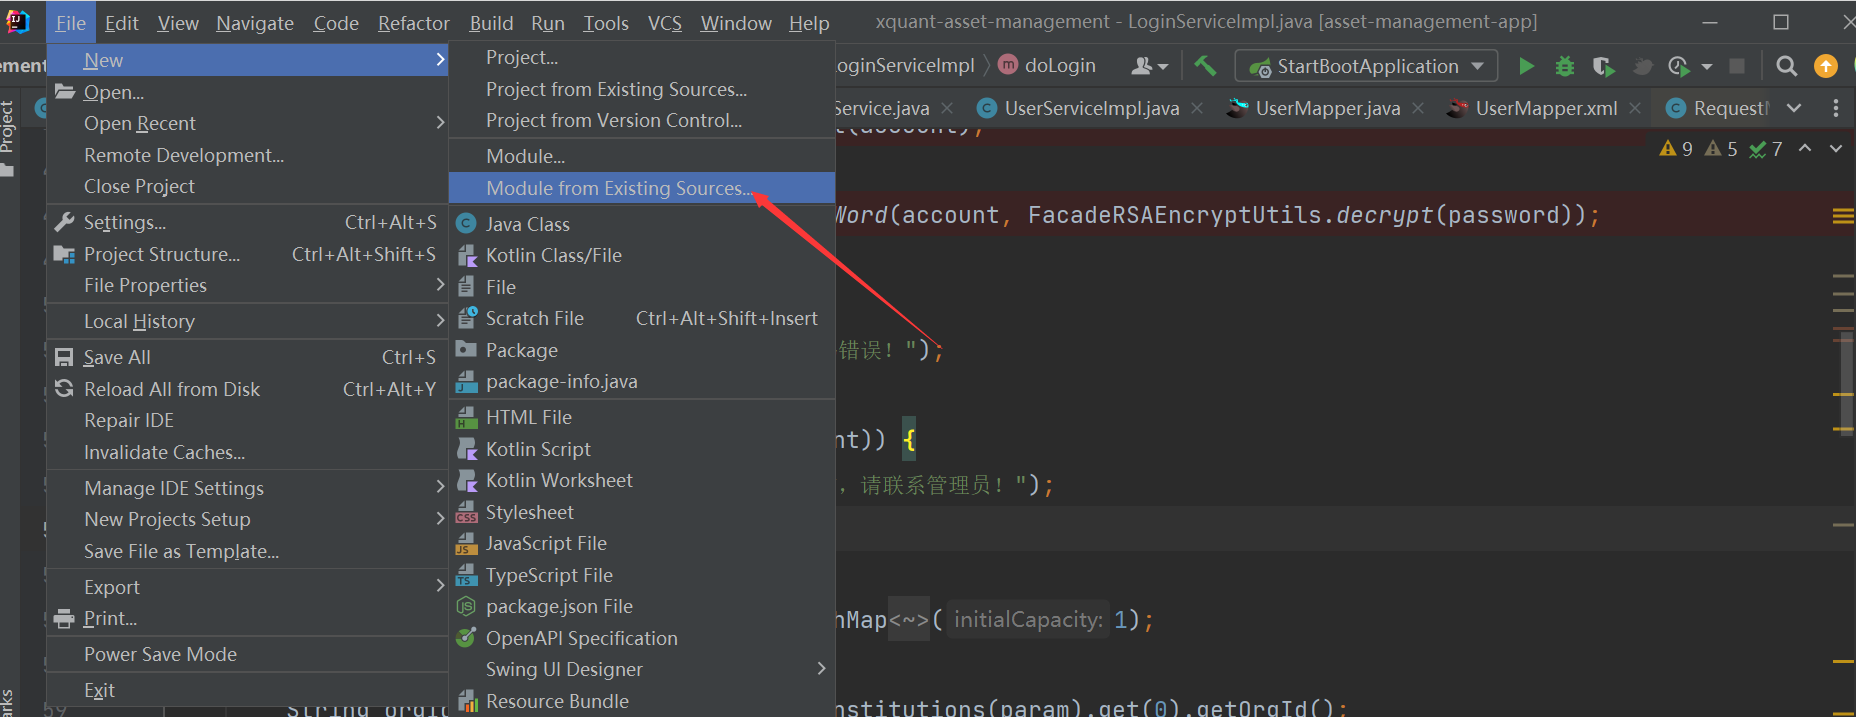 File Edit View Navigate Code Refactor Build Run Tools VCS Window Help xquant-asset-management - LoginServiceImpl.java [asset-management-app]
ement LoginServiceImpl doLogin StartBootApplication
Service.java UserServiceImpl.java UserMapper.java UserMapper.xml Request
Project
New
Open...
Open Recent
Remote Development...
Close Project
Settings... Ctrl+Alt+S
Project Structure... Ctrl+Alt+Shift+S
File Properties
Local History
Save All Ctrl+S
Reload All from Disk Ctrl+Alt+Y
Repair IDE
Invalidate Caches...
Manage IDE Settings
New Projects Setup
Save File as Template...
Export
Print...
Power Save Mode
Exit
Project...
Project from Existing Sources...
Project from Version Control...
Module...
Module from Existing Sources...
Java Class
Kotlin Class/File
File
Scratch File Ctrl+Alt+Shift+Insert
Package
package-info.java
HTML File
Kotlin Script
Kotlin Worksheet
Stylesheet
JavaScript File
TypeScript File
package.json File
OpenAPI Specification
Swing UI Designer
Resource Bundle
9 5 7
Word(account, FacadeRSAEncryptUtils.decrypt(password));
错误！");
nt)) {
，请联系管理员！");
hMap<~>( initialCapacity: 1);
59 String orgId
nstitutions(param).get(0).getOrgId();